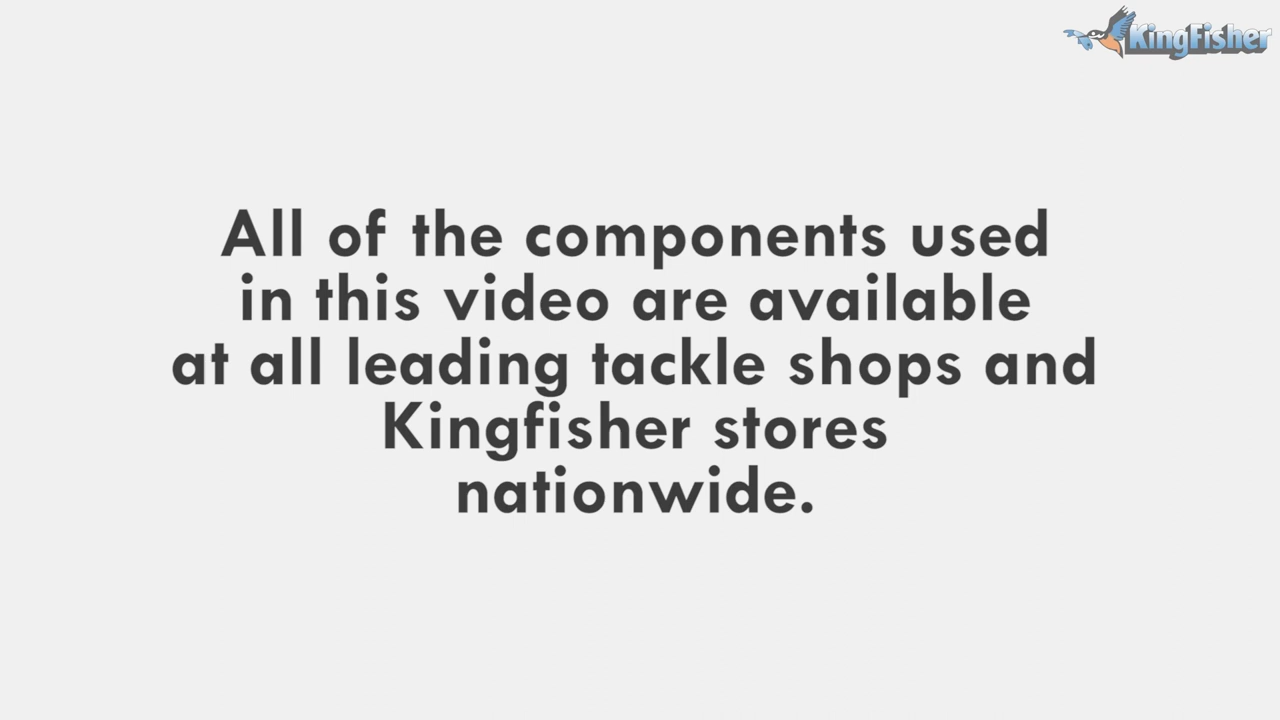 KingFisher
All of the components used
in this video are available
at all leading tackle shops and
Kingfisher stores
nationwide.